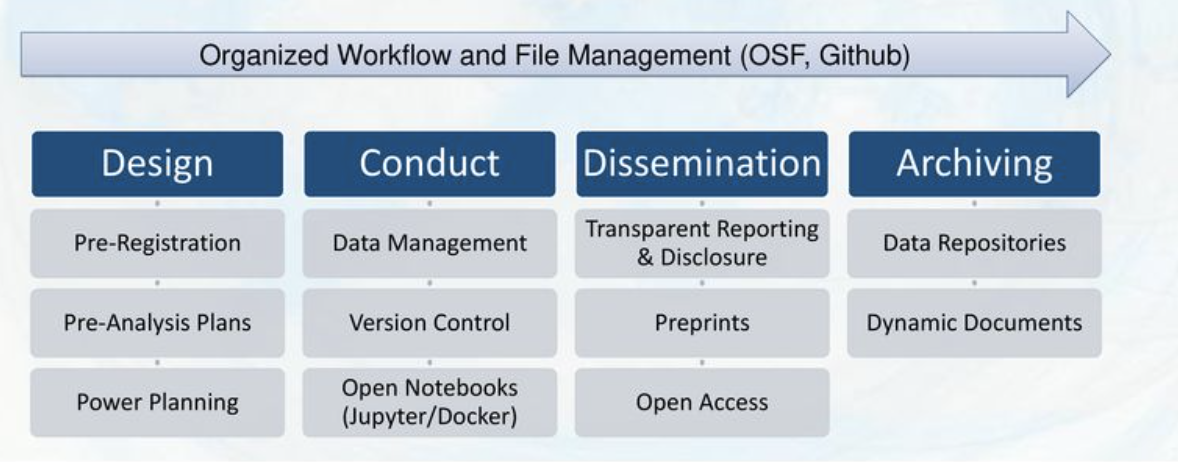 Organized Workflow and File Management (OSF, Github)
Design
Pre-Registration
Pre-Analysis Plans
Power Planning
Conduct
Data Management
Version Control
Open Notebooks
(Jupyter/Docker)
Dissemination
Transparent Reporting
& Disclosure
Preprints
Open Access
Archiving
Data Repositories
Dynamic Documents